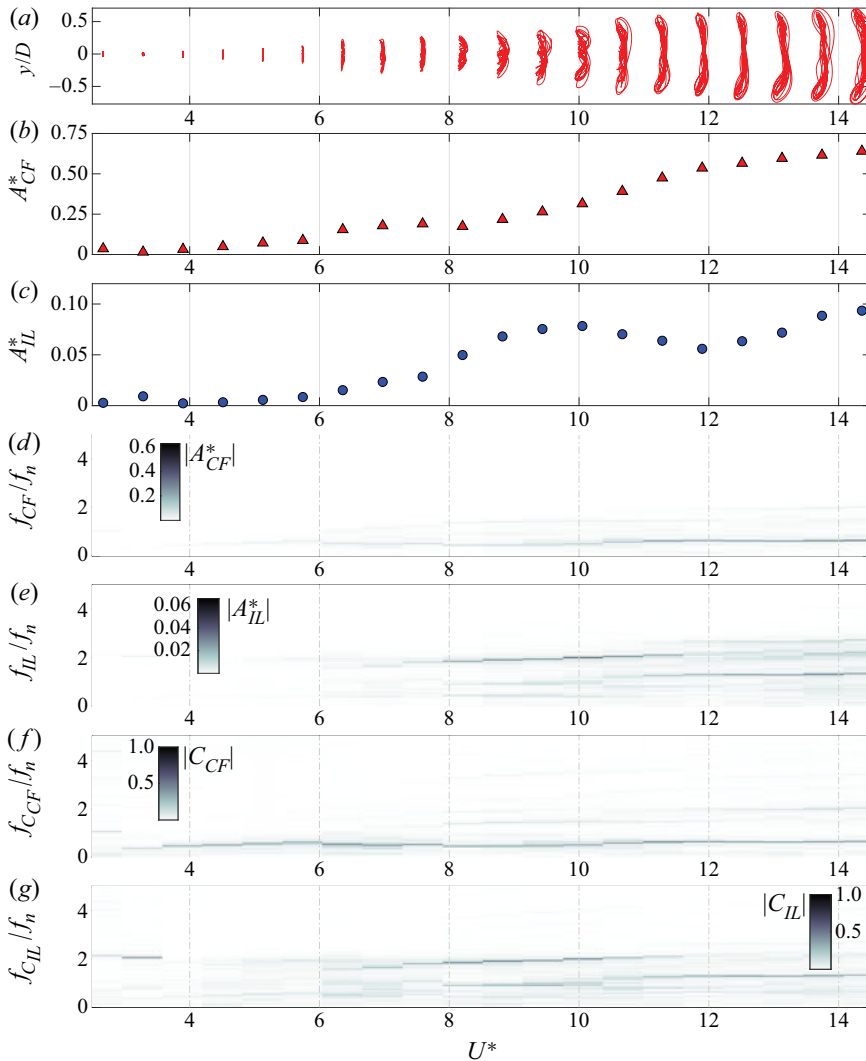 (a)
y/D
0.5
0
−0.5
4 6 8 10 12 14
(b)
A*CF
0.75
0.50
0.25
0
4 6 8 10 12 14
(c)
A*IL
0.10
0.05
0
4 6 8 10 12 14
(d)
fCF/fn
4
2
0
0.6
0.4
0.2
|A*CF|
4 6 8 10 12 14
(e)
fIL/fn
4
2
0
0.06
0.04
0.02
|A*IL|
4 6 8 10 12 14
(f)
fCCF/fn
4
2
0
1.0
0.5
|CCF|
4 6 8 10 12 14
(g)
fCIL/fn
4
2
0
|CIL|
1.0
0.5
4 6 8 10 12 14
U*